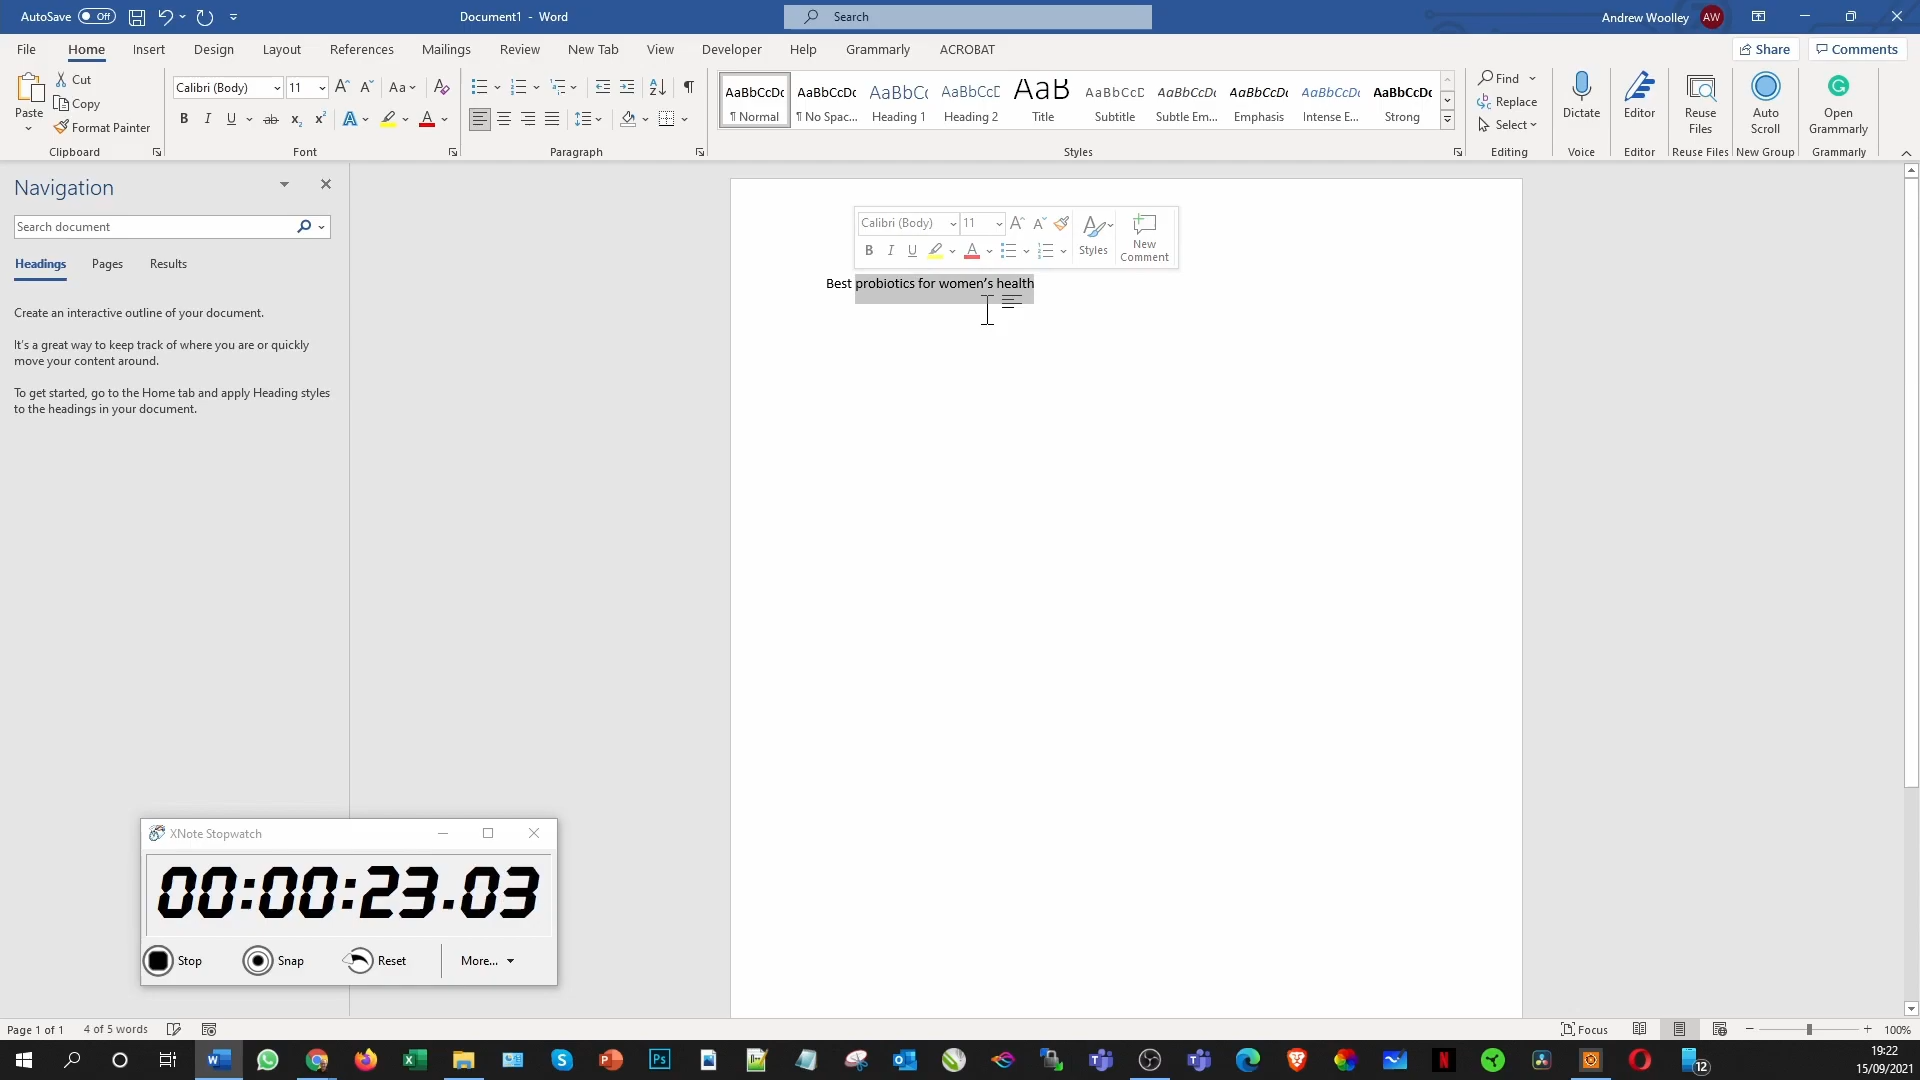 AutoSave Off Document1 - Word Search Andrew Woolley AW
File Home Insert Design Layout References Mailings Review New Tab View Developer Help Grammarly ACROBAT Share Comments
Paste Cut Copy Format Painter
Clipboard
Calibri (Body) 11
Font
Paragraph
AaBbCcDc AaBbCcDc AaBbCc AaBbCcD AaB AaBbCcD AaBbCcDc AaBbCcDc AaBbCcDc AaBbCcDc
¶ Normal ¶ No Spac... Heading 1 Heading 2 Title Subtitle Subtle Em... Emphasis Intense E... Strong
Styles
Find
Replace
Select
Editing
Dictate
Voice
Editor
Editor
Reuse
Files
Reuse Files
Auto
Scroll
New Group
Open
Grammarly
Grammarly
Navigation
Search document
Headings Pages Results
Create an interactive outline of your document.
It's a great way to keep track of where you are or quickly
move your content around.
To get started, go to the Home tab and apply Heading styles
to the headings in your document.
Calibri (Body) 11
B I U
Styles
New
Comment
Best probiotics for women’s health
XNote Stopwatch
00:00:23.03
Stop Snap Reset More...
Page 1 of 1 4 of 5 words Focus 100%
19:22
15/09/2021
12